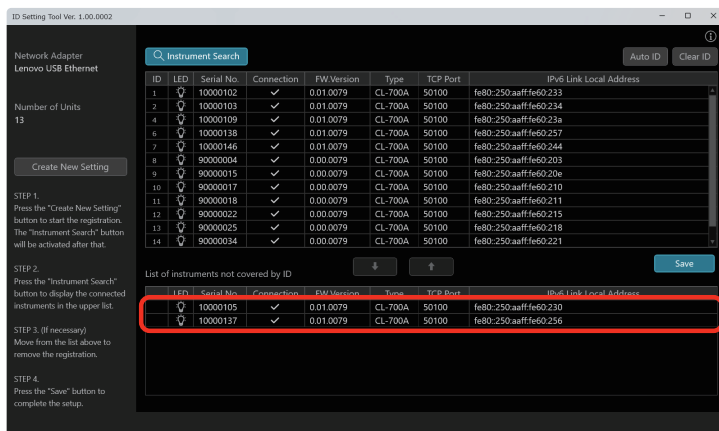 ID Setting Tool Ver. 1.00.0002
Network Adapter
Lenovo USB Ethernet
Number of Units
13
Create New Setting
STEP 1.
Press the "Create New Setting"
button to start the registration.
The "Instrument Search" button
will be activated after that.
STEP 2.
Press the "Instrument Search"
button to display the connected
instruments in the upper list.
STEP 3. (If necessary)
Move from the list above to
remove the registration.
STEP 4.
Press the "Save" button to
complete the setup.
Instrument Search
Auto ID
Clear ID
ID LED Serial No. Connection FW.Version Type TCP Port IPv6 Link Local Address
1 10000102 0.01.0079 CL-700A 50100 fe80::250:aaff:fe60:233
2 10000103 0.01.0079 CL-700A 50100 fe80::250:aaff:fe60:234
4 10000109 0.01.0079 CL-700A 50100 fe80::250:aaff:fe60:23a
6 10000138 0.01.0079 CL-700A 50100 fe80::250:aaff:fe60:257
7 10000146 0.01.0079 CL-700A 50100 fe80::250:aaff:fe60:244
8 90000004 0.00.0079 CL-700A 50100 fe80::250:aaff:fe60:203
9 90000015 0.00.0079 CL-700A 50100 fe80::250:aaff:fe60:20e
10 90000017 0.00.0079 CL-700A 50100 fe80::250:aaff:fe60:210
11 90000018 0.00.0079 CL-700A 50100 fe80::250:aaff:fe60:211
12 90000022 0.00.0079 CL-700A 50100 fe80::250:aaff:fe60:215
13 90000025 0.00.0079 CL-700A 50100 fe80::250:aaff:fe60:218
14 90000034 0.00.0079 CL-700A 50100 fe80::250:aaff:fe60:221
Save
List of instruments not covered by ID
LED Serial No. Connection FW.Version Type TCP Port IPv6 Link Local Address
10000105 0.01.0079 CL-700A 50100 fe80::250:aaff:fe60:230
10000137 0.01.0079 CL-700A 50100 fe80::250:aaff:fe60:256